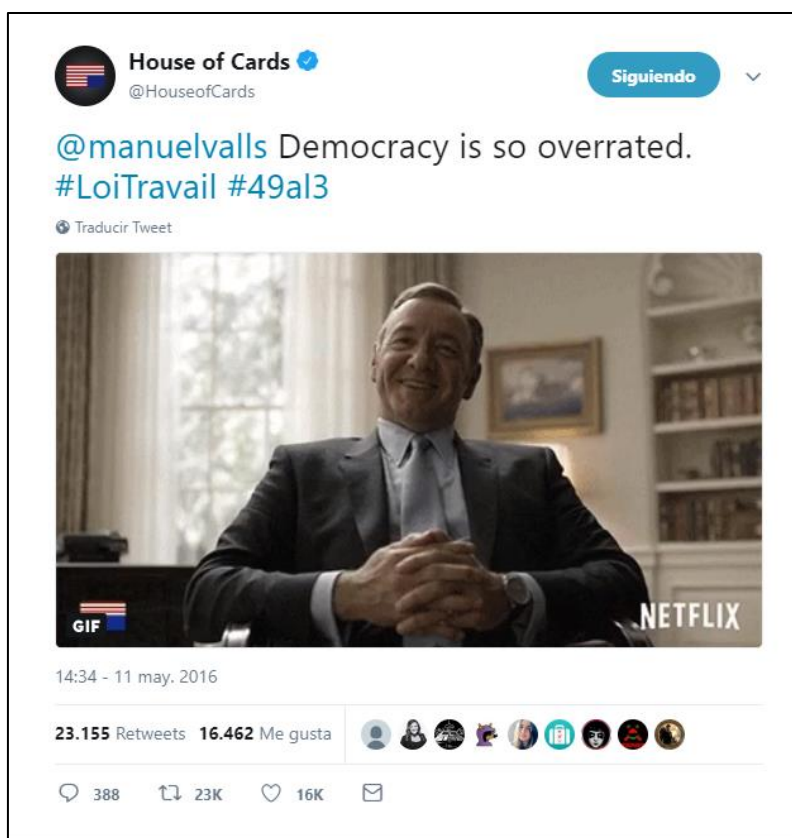 House of Cards
@HouseofCards
Siguiendo
@manuelvalls Democracy is so overrated.
#LoiTravail #49al3
Traducir Tweet
GIF
NETFLIX
14:34 - 11 may. 2016
23.155 Retweets 16.462 Me gusta
388 23K 16K